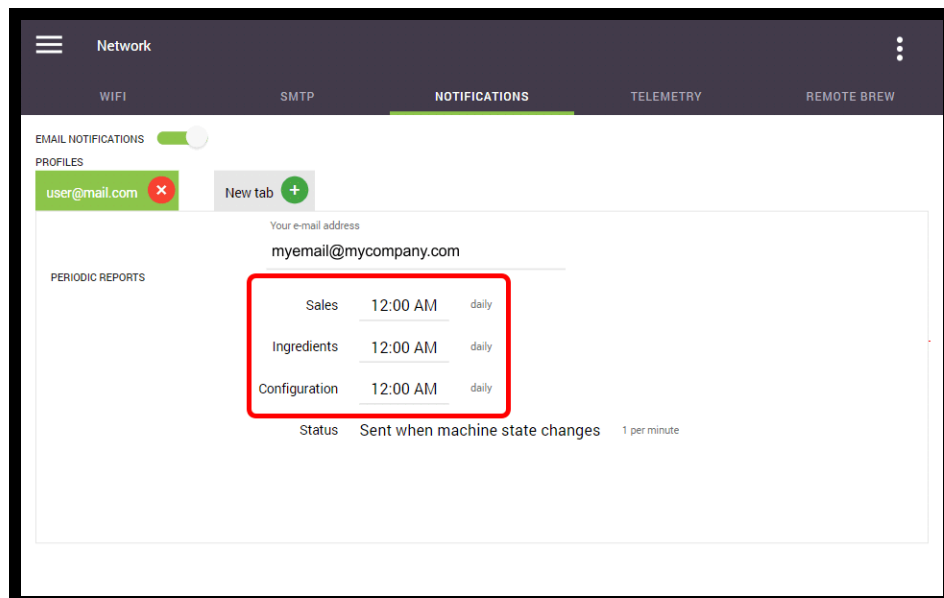 Network
WIFI SMTP NOTIFICATIONS TELEMETRY REMOTE BREW
EMAIL NOTIFICATIONS
PROFILES
user@mail.com New tab
Your e-mail address
myemail@mycompany.com
PERIODIC REPORTS
Sales 12:00 AM daily
Ingredients 12:00 AM daily
Configuration 12:00 AM daily
Status Sent when machine state changes 1 per minute